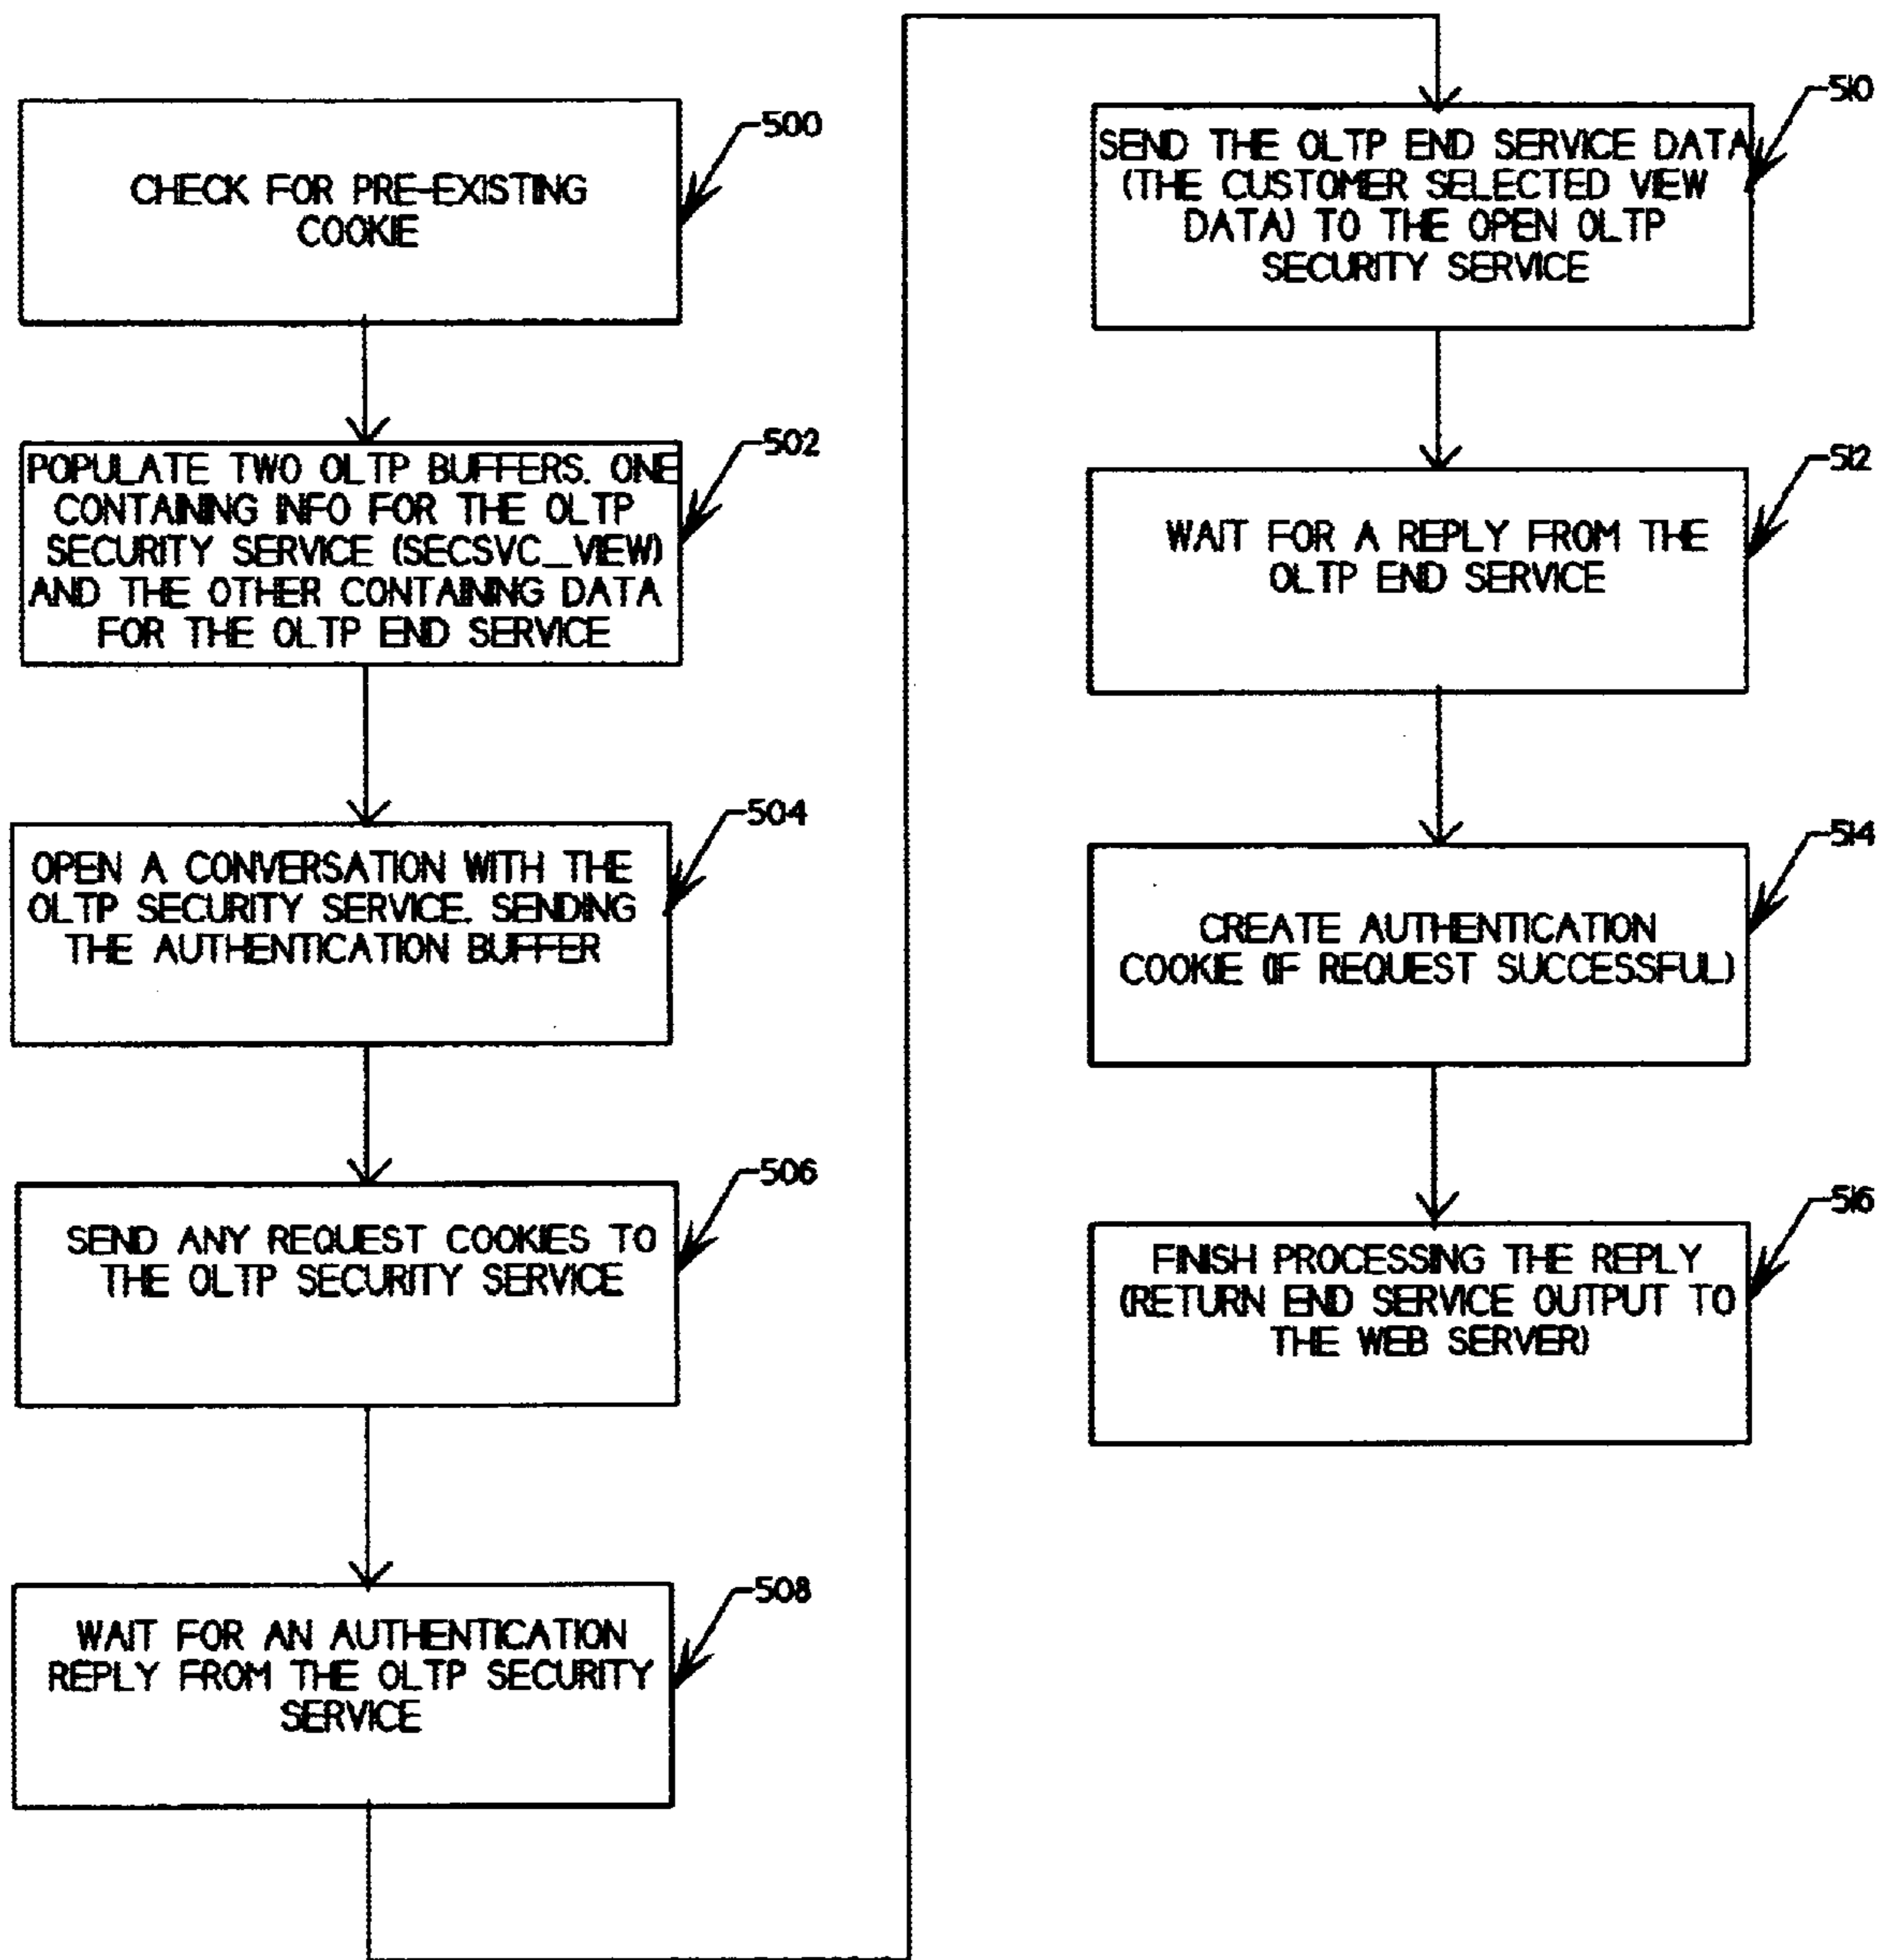 CHECK FOR PRE-EXISTING
COOKIE
500
POPULATE TWO OLTP BUFFERS. ONE
CONTAINING INFO FOR THE OLTP
SECURITY SERVICE (SECSVC_VIEW)
AND THE OTHER CONTAINING DATA
FOR THE OLTP END SERVICE
502
OPEN A CONVERSATION WITH THE
OLTP SECURITY SERVICE. SENDING
THE AUTHENTICATION BUFFER
504
SEND ANY REQUEST COOKIES TO
THE OLTP SECURITY SERVICE
506
WAIT FOR AN AUTHENTICATION
REPLY FROM THE OLTP SECURITY
SERVICE
508
SEND THE OLTP END SERVICE DATA
(THE CUSTOMER SELECTED VIEW
DATA) TO THE OPEN OLTP
SECURITY SERVICE
510
WAIT FOR A REPLY FROM THE
OLTP END SERVICE
512
CREATE AUTHENTICATION
COOKIE (IF REQUEST SUCCESSFUL)
514
FINISH PROCESSING THE REPLY
(RETURN END SERVICE OUTPUT TO
THE WEB SERVER)
516